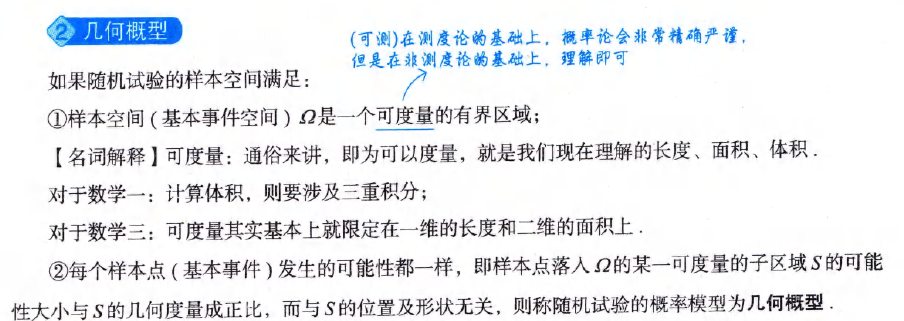 2 几何概型
(可测)在测度论的基础上，概率论会非常精确严谨，
但是在非测度论的基础上，理解即可
如果随机试验的样本空间满足：
①样本空间(基本事件空间)Ω是一个可度量的有界区域；
【名词解释】可度量：通俗来讲，即为可以度量，就是我们现在理解的长度、面积、体积．
对于数学一：计算体积，则要涉及三重积分；
对于数学三：可度量其实基本上就限定在一维的长度和二维的面积上．
②每个样本点(基本事件)发生的可能性都一样，即样本点落入Ω的某一可度量的子区域S的可能
性大小与S的几何度量成正比，而与S的位置及形状无关，则称随机试验的概率模型为几何概型．